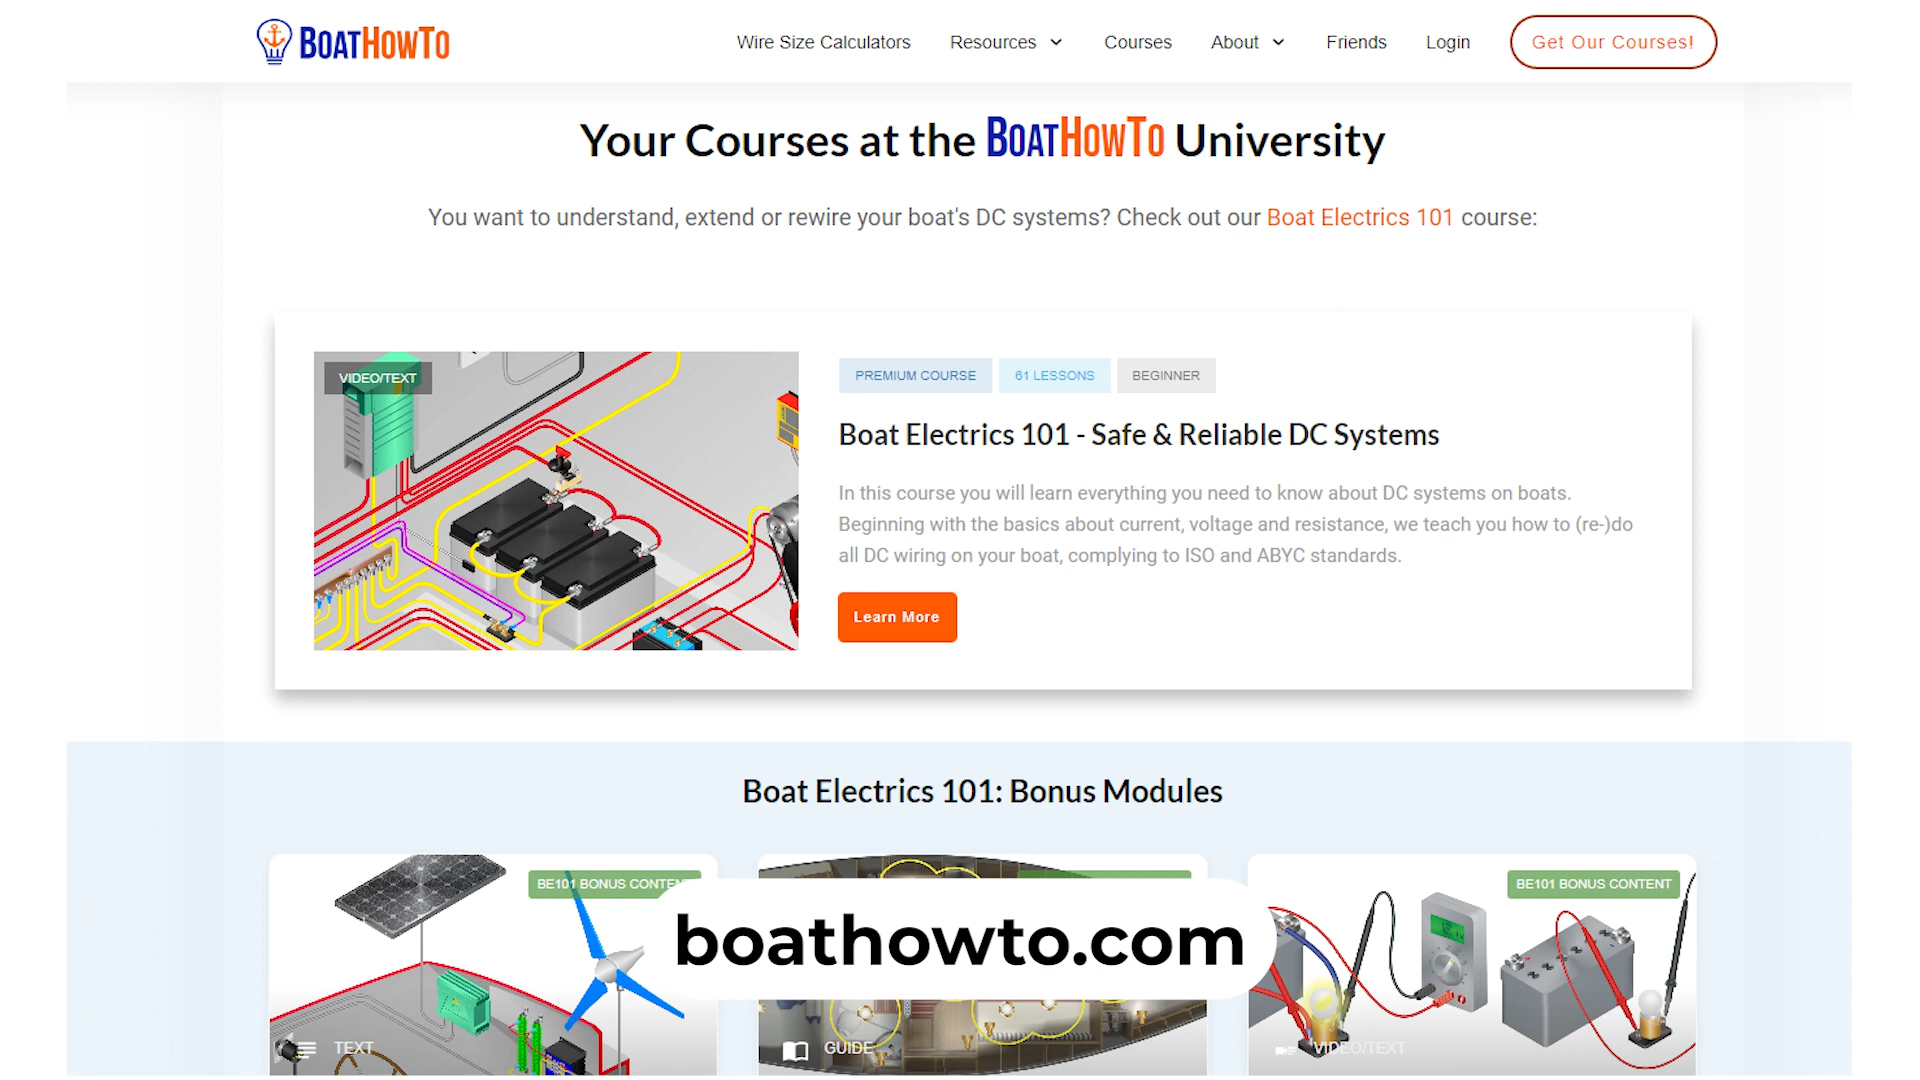 BOATHOWTO
Wire Size Calculators
Resources
Courses
About
Friends
Login
Get Our Courses!
Your Courses at the BOATHOWTO University
You want to understand, extend or rewire your boat's DC systems? Check out our Boat Electrics 101 course:
VIDEO/TEXT
PREMIUM COURSE
61 LESSONS
BEGINNER
Boat Electrics 101 - Safe & Reliable DC Systems
In this course you will learn everything you need to know about DC systems on boats.
Beginning with the basics about current, voltage and resistance, we teach you how to (re-)do
all DC wiring on your boat, complying to ISO and ABYC standards.
Learn More
Boat Electrics 101: Bonus Modules
BE101 BONUS CONTENT
BE101 BONUS CONTENT
boathowto.com
TEXT
GUIDE
VIDEO/TEXT